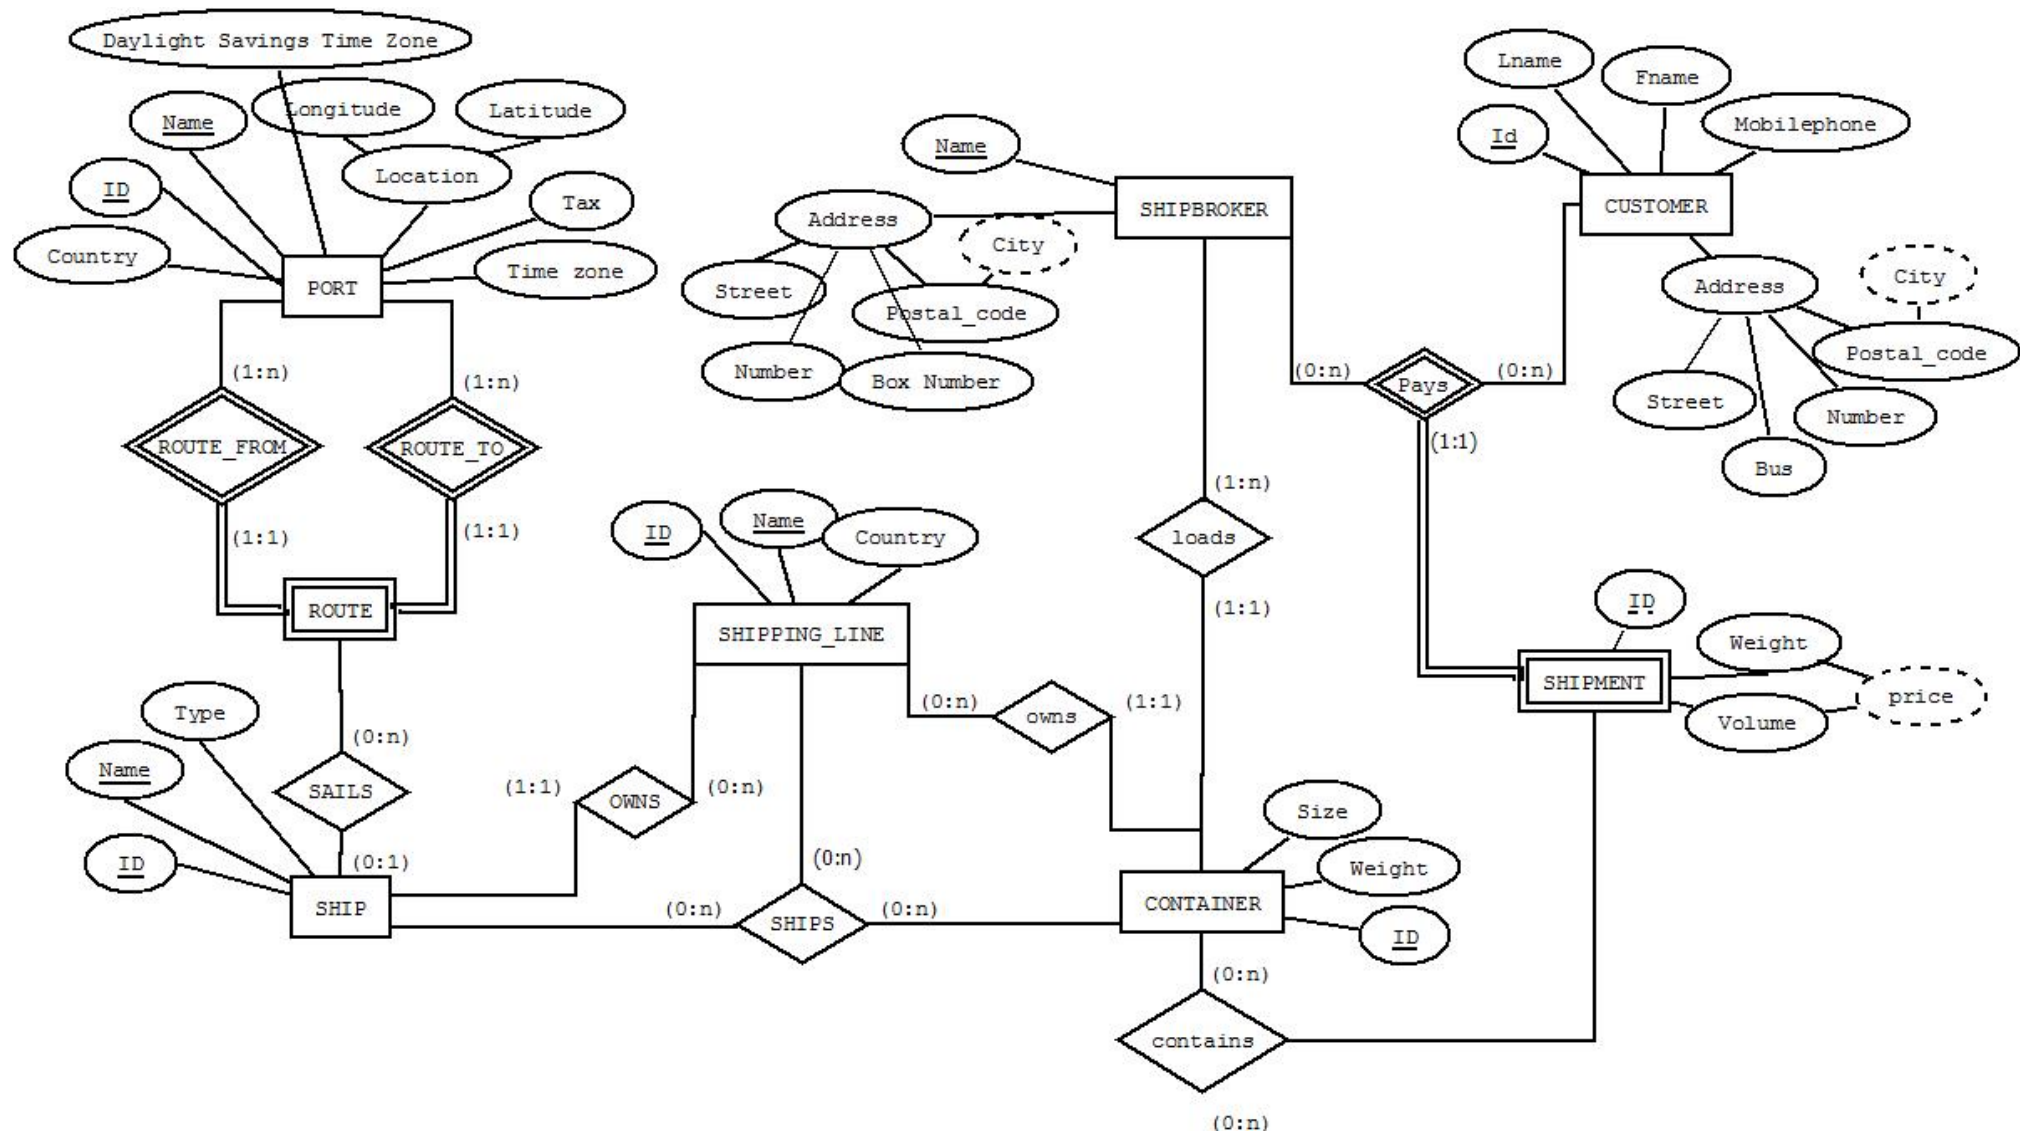 Daylight Savings Time Zone
Name
Longitude
Latitude
ID
Location
Tax
Country
Time zone
PORT
(1:n)
(1:n)
ROUTE_FROM
ROUTE_TO
(1:1)
(1:1)
ROUTE
Type
Name
(0:n)
SAILS
ID
(0:1)
SHIP
ID
Name
Country
SHIPPING_LINE
(1:1)
OWNS
(0:n)
(0:n)
owns
(1:1)
(0:n)
(0:n)
SHIPS
(0:n)
Name
SHIPBROKER
Address
City
Street
Postal_code
Number
Box Number
(1:n)
loads
(1:1)
Size
Weight
CONTAINER
ID
(0:n)
contains
(0:n)
Lname
Fname
Id
Mobilephone
CUSTOMER
Address
City
Postal_code
Street
Number
Bus
(0:n)
Pays
(0:n)
(1:1)
ID
Weight
SHIPMENT
price
Volume